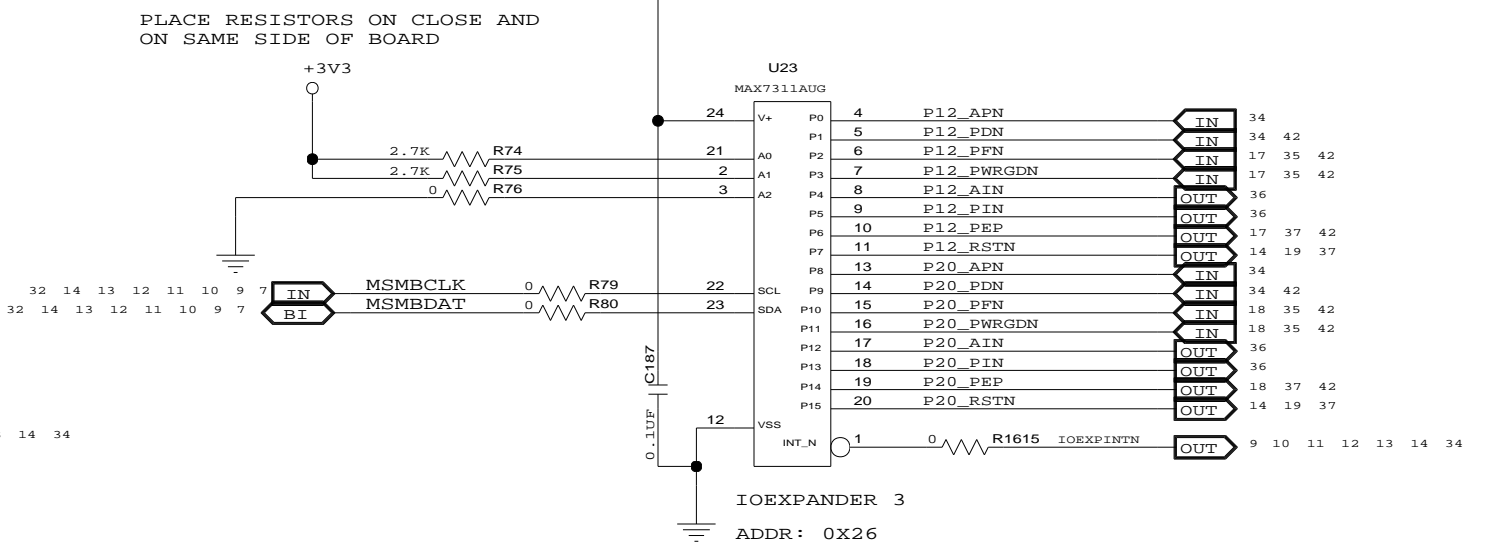 PLACE RESISTORS ON CLOSE AND
ON SAME SIDE OF BOARD
+3V3
U23
MAX7311AUG
24 V+ P0 4 P12_APN IN 34
P1 5 P12_PDN IN 34 42
2.7K R74 21 A0 P2 6 P12_PFN IN 17 35 42
2.7K R75 2 A1 P3 7 P12_PWRGDN IN 17 35 42
0 R76 3 A2 P4 8 P12_AIN OUT 36
P5 9 P12_PIN OUT 36
P6 10 P12_PEP OUT 17 37 42
P7 11 P12_RSTN OUT 14 19 37
P8 13 P20_APN IN 34
32 14 13 12 11 10 9 7 IN MSMBCLK 0 R79 22 SCL P9 14 P20_PDN IN 34 42
32 14 13 12 11 10 9 7 BI MSMBDAT 0 R80 23 SDA P10 15 P20_PFN IN 18 35 42
P11 16 P20_PWRGDN IN 18 35 42
P12 17 P20_AIN OUT 36
P13 18 P20_PIN OUT 36
C187 P14 19 P20_PEP OUT 18 37 42
P15 20 P20_RSTN OUT 14 19 37
0.1UF 12 VSS
14 34
INT_N 1 0 R1615 IOEXPINTN OUT 9 10 11 12 13 14 34
IOEXPANDER 3
ADDR: 0X26